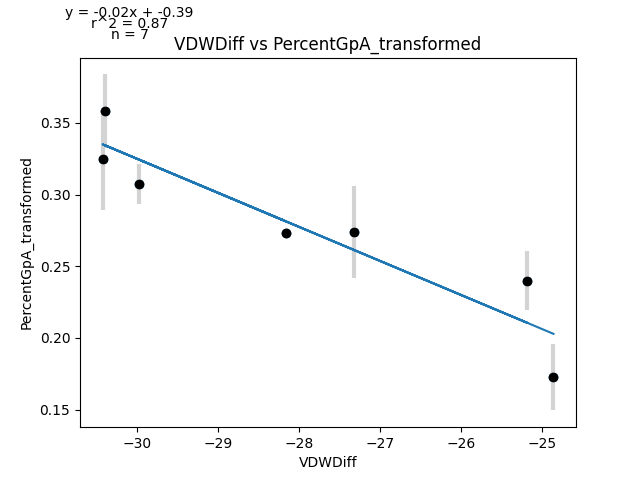 y = -0.02x + -0.39
r^2 = 0.87
n = 7
VDWDiff vs PercentGpA_transformed
PercentGpA_transformed
0.35
0.30
0.25
0.20
0.15
−30
−29
−28
−27
−26
−25
VDWDiff